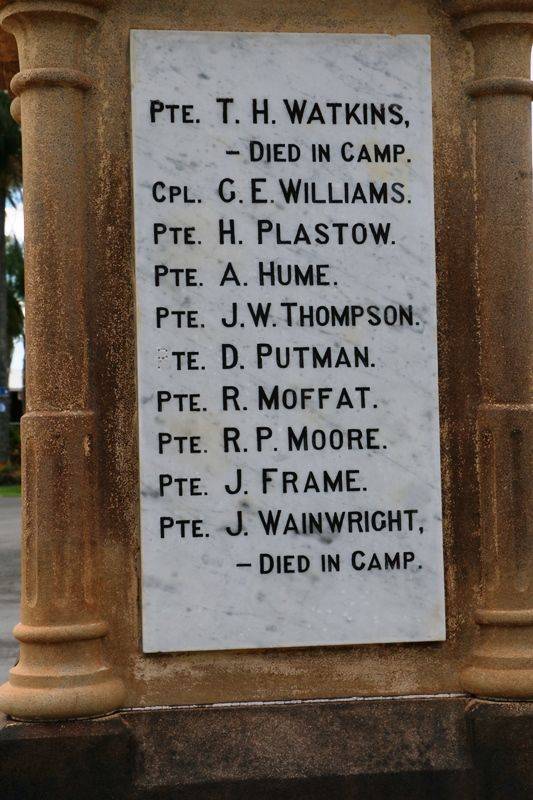 PTE. T. H. WATKINS,
– DIED IN CAMP.
CPL. G. E. WILLIAMS.
PTE. H. PLASTOW.
PTE. A. HUME.
PTE. J. W. THOMPSON.
PTE. D. PUTMAN.
PTE. R. MOFFAT.
PTE. R. P. MOORE.
PTE. J. FRAME.
PTE. J. WAINWRIGHT,
– DIED IN CAMP.